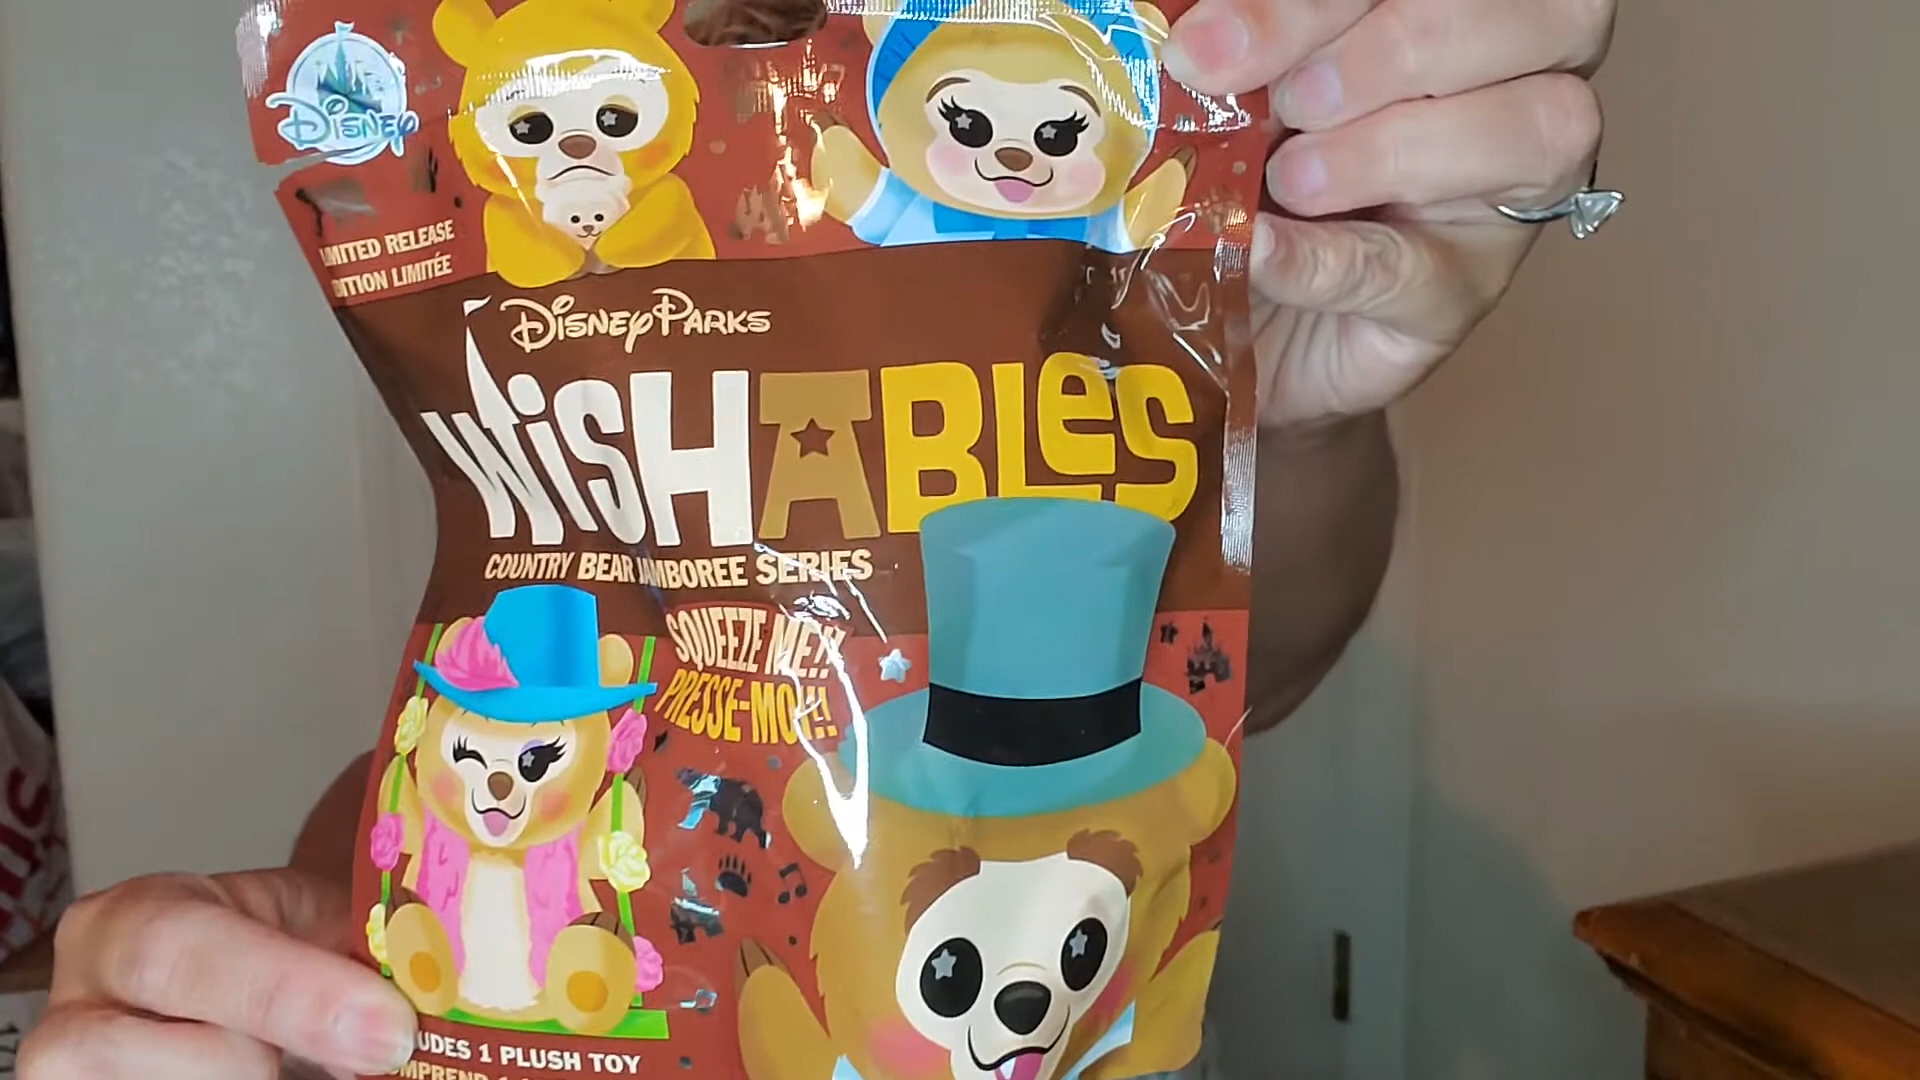 Disney
LIMITED RELEASE
ÉDITION LIMITÉE
Disney Parks
WiSHABLeS
COUNTRY BEAR JAMBOREE SERIES
SQUEEZE ME!!
PRESSE-MOI!!
UDES 1 PLUSH TOY